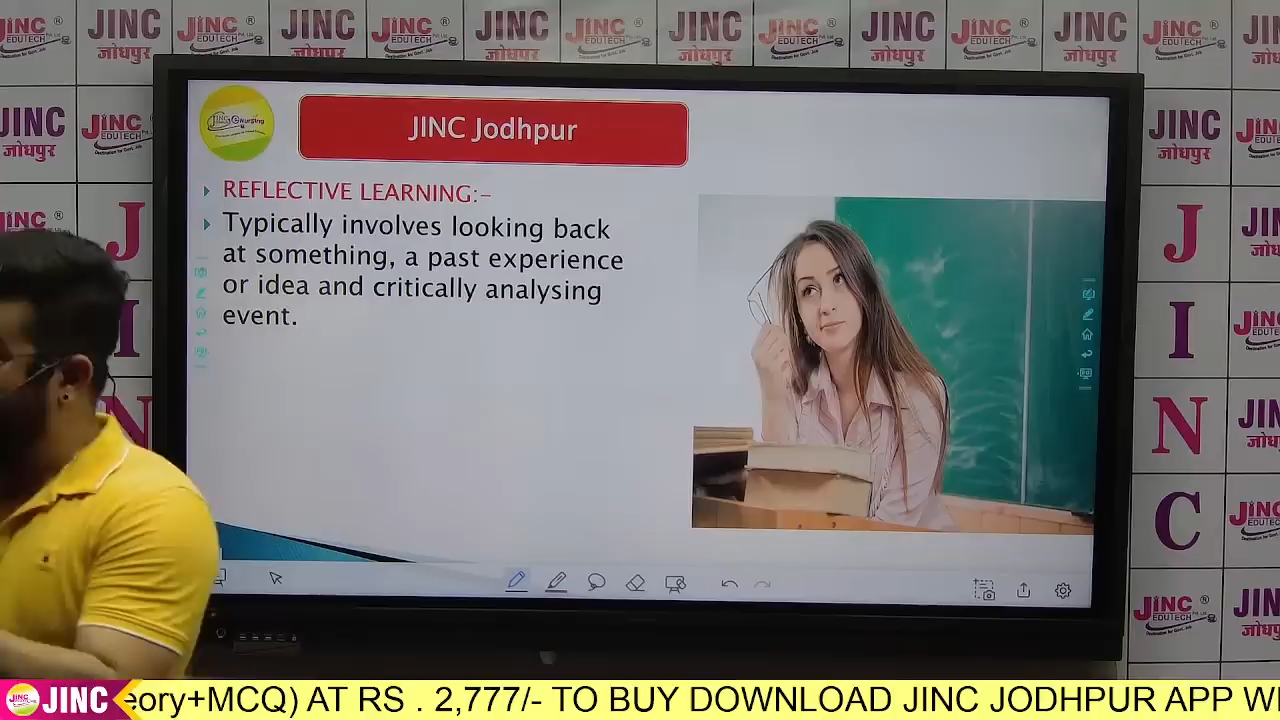 JINC Jodhpur
REFLECTIVE LEARNING:-
Typically involves looking back
at something, a past experience
or idea and critically analysing
event.
JINC
जोधपुर
JINC
EDUTECH
J
I
N
C
JINC eory+MCQ) AT RS . 2,777/- TO BUY DOWNLOAD JINC JODHPUR APP WI